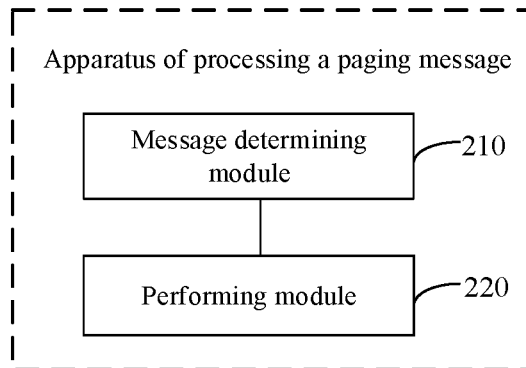 Apparatus of processing a paging message
Message determining
module
210
Performing module
220